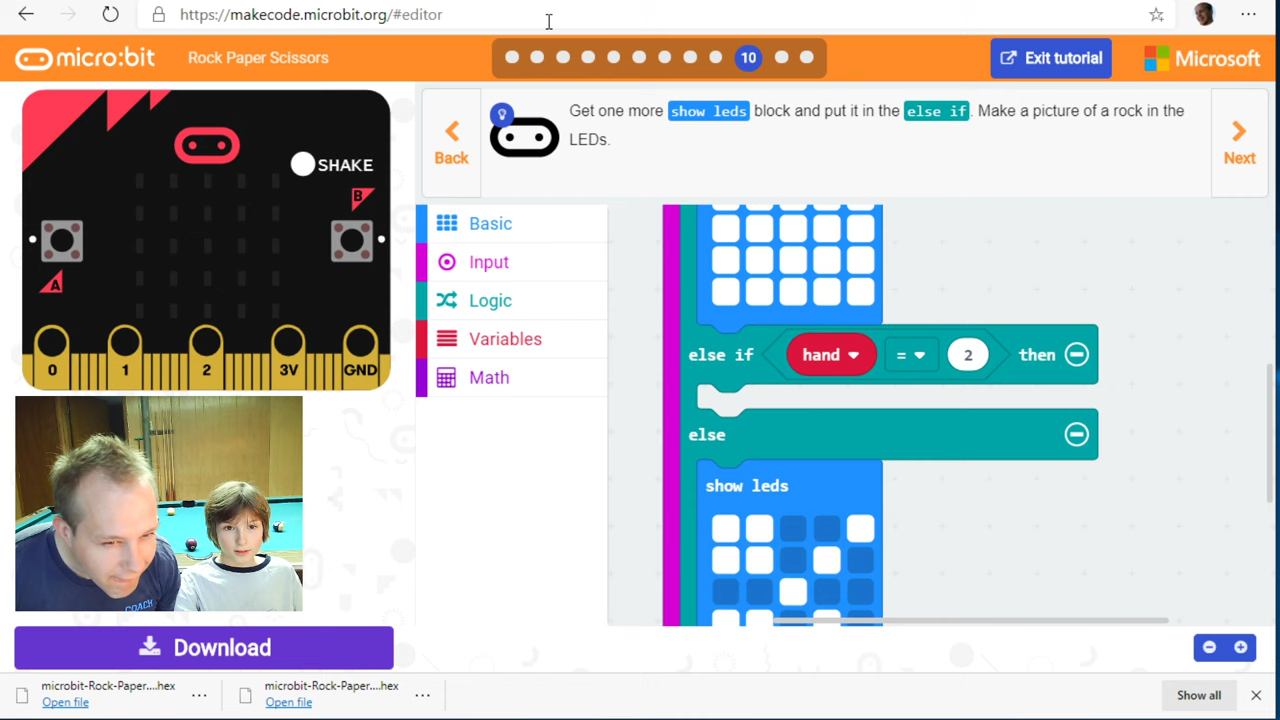 https://makecode.microbit.org/#editor
micro:bit
Rock Paper Scissors
10
Exit tutorial
Microsoft
Back
Get one more show leds block and put it in the else if. Make a picture of a rock in the
LEDs.
Next
SHAKE
B
A
0
1
2
3V
GND
Basic
Input
Logic
Variables
Math
else if hand = 2 then
else
show leds
COACH
Download
microbit-Rock-Paper....hex
Open file
microbit-Rock-Paper....hex
Open file
Show all